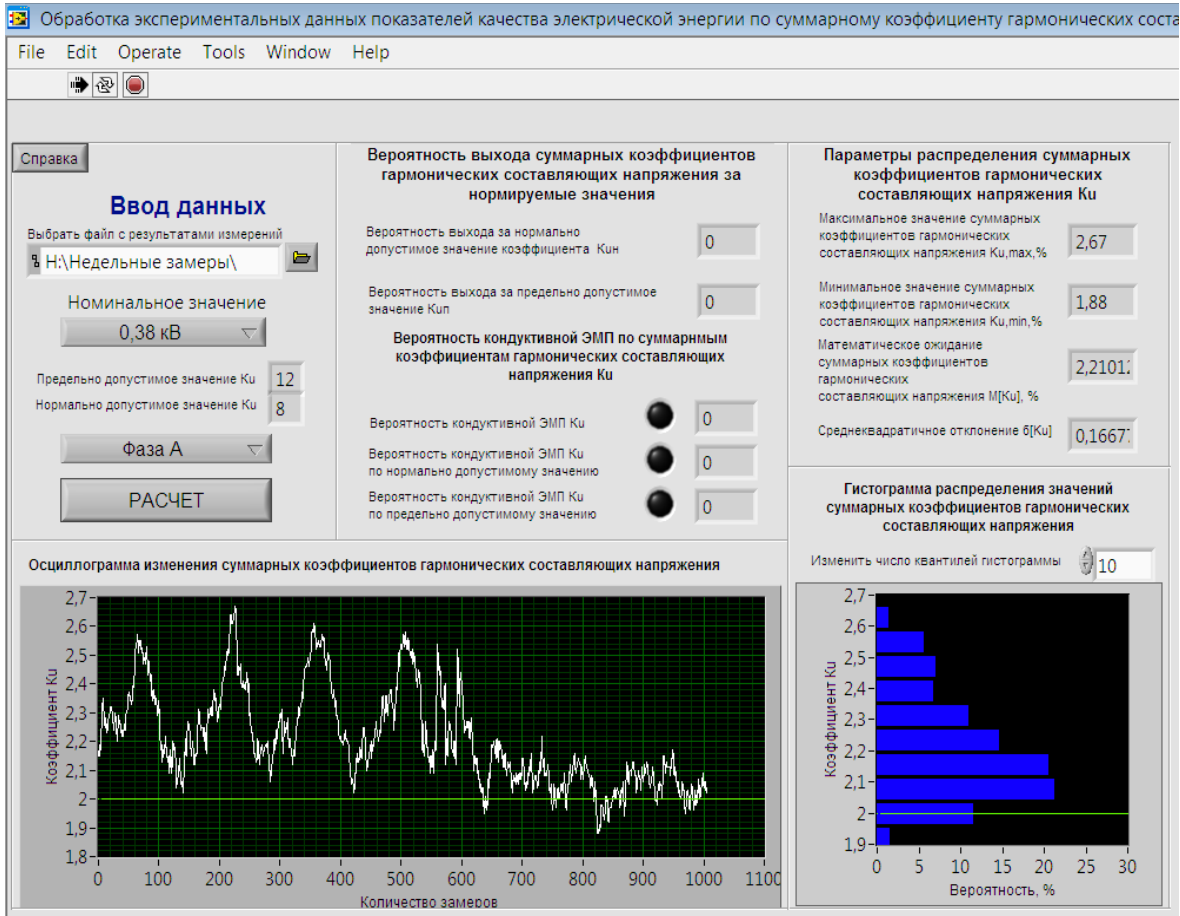 Обработка экспериментальных данных показателей качества электрической энергии по суммарному коэффициенту гармонических соста
File Edit Operate Tools Window Help
Справка
Ввод данных
Выбрать файл с результатами измерений
H:\Недельные замеры\
Номинальное значение
0,38 кВ
Предельно допустимое значение Ku 12
Нормально допустимое значение Ku 8
Фаза А
РАСЧЕТ
Вероятность выхода суммарных коэффициентов
гармонических составляющих напряжения за
нормируемые значения
Вероятность выхода за нормально
допустимое значение коэффициента Кuн
0
Вероятность выхода за предельно допустимое
значение Кuп
0
Вероятность кондуктивной ЭМП по суммарнмым
коэффициентам гармонических составляющих
напряжения Ku
Вероятность кондуктивной ЭМП Ku
0
Вероятность кондуктивной ЭМП Ku
по нормально допустимому значению
0
Вероятность кондуктивной ЭМП Ku
по предельно допустимому значению
0
Параметры распределения суммарных
коэффициентов гармонических
составляющих напряжения Ku
Максимальное значение суммарных
коэффициентов гармонических
составляющих напряжения Ku,max,%
2,67
Минимальное значение суммарных
коэффициентов гармонических
составляющих напряжения Ku,min,%
1,88
Математическое ожидание
суммарных коэффициентов
гармонических
составляющих напряжения M[Ku], %
2,2101
Среднеквадратичное отклонение б[Ku]
0,1667
Осциллограмма изменения суммарных коэффициентов гармонических составляющих напряжения
Коэффициент Ku
2,7
2,6
2,5
2,4
2,3
2,2
2,1
2
1,9
1,8
0 100 200 300 400 500 600 700 800 900 1000 1100
Количество замеров
Гистограмма распределения значений
суммарных коэффициентов гармонических
составляющих напряжения
Изменить число квантилей гистограммы 10
Коэффициент Ku
2,7
2,6
2,5
2,4
2,3
2,2
2,1
2
1,9
0 5 10 15 20 25 30
Вероятность, %